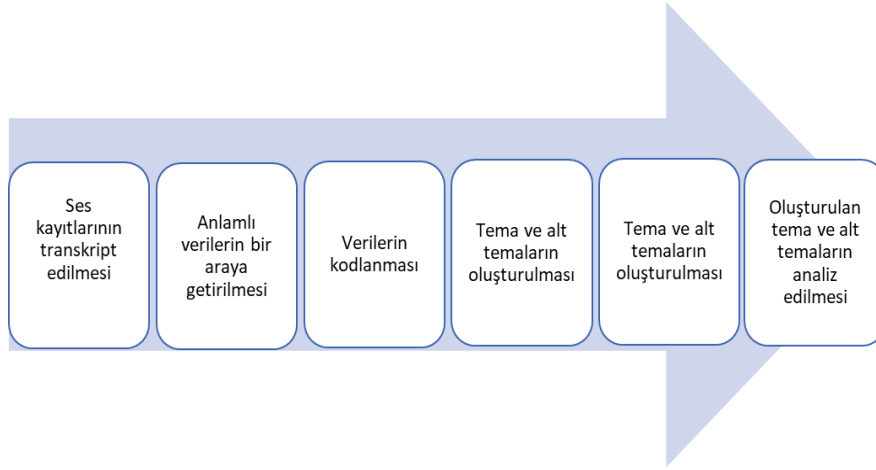 Ses
kayıtlarının
transkript
edilmesi
Anlamlı
verilerin bir
araya
getirilmesi
Verilerin
kodlanması
Tema ve alt
temaların
oluşturulması
Tema ve alt
temaların
oluşturulması
Oluşturulan
tema ve alt
temaların
analiz
edilmesi